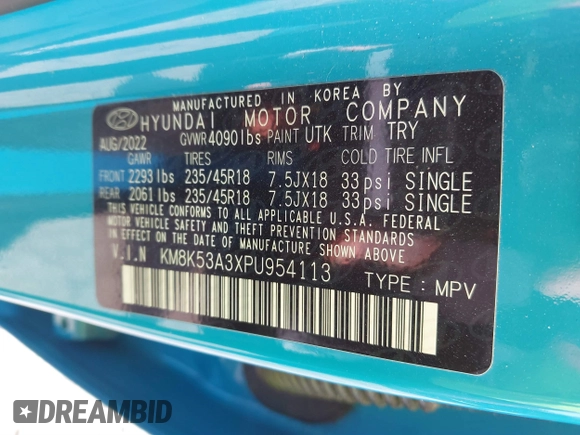 MANUFACTURED IN KOREA BY
HYUNDAI MOTOR COMPANY
AUG/2022 GVWR 4090lbs PAINT UTK TRIM TRY
GAWR TIRES RIMS COLD TIRE INFL
FRONT 2293lbs 235/45R18 7.5JX18 33psi SINGLE
REAR 2061lbs 235/45R18 7.5JX18 33psi SINGLE
THIS VEHICLE CONFORMS TO ALL APPLICABLE U.S.A. FEDERAL
MOTOR VEHICLE SAFETY AND THEFT PREVENTION STANDARDS
IN EFFECT ON THE DATE OF MANUFACTURE SHOWN ABOVE.
V.I.N KM8K53A3XPU954113 TYPE : MPV
DREAMBID